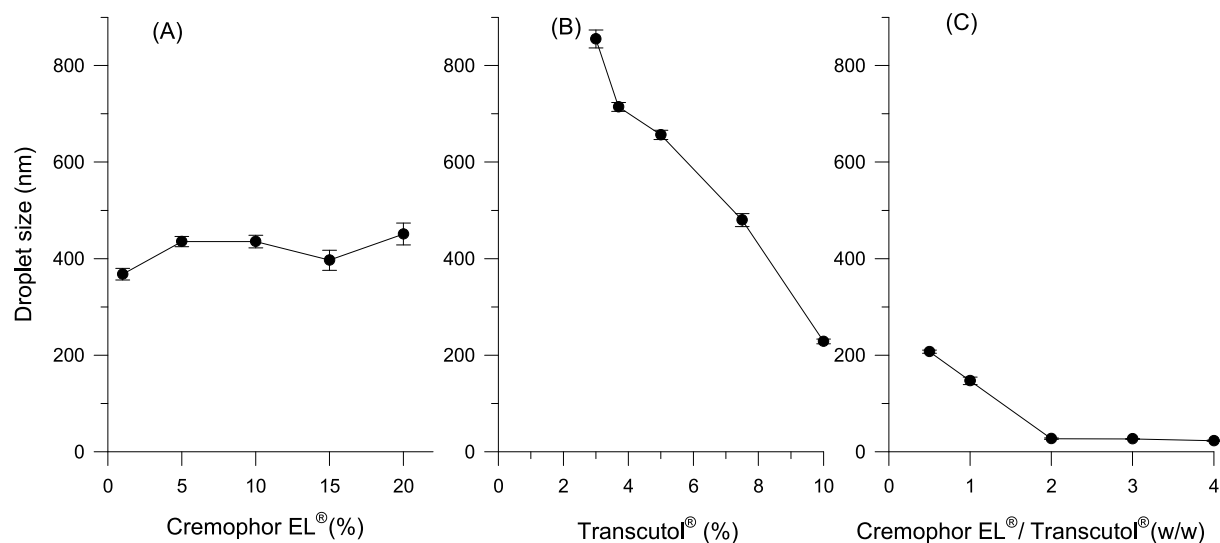 (A)
(B)
(C)
Droplet size (nm)
800
600
400
200
0
0 5 10 15 20
Cremophor EL®(%)
800
600
400
200
0
0 2 4 6 8 10
Transcutol® (%)
800
600
400
200
0
0 1 2 3 4
Cremophor EL®/ Transcutol®(w/w)